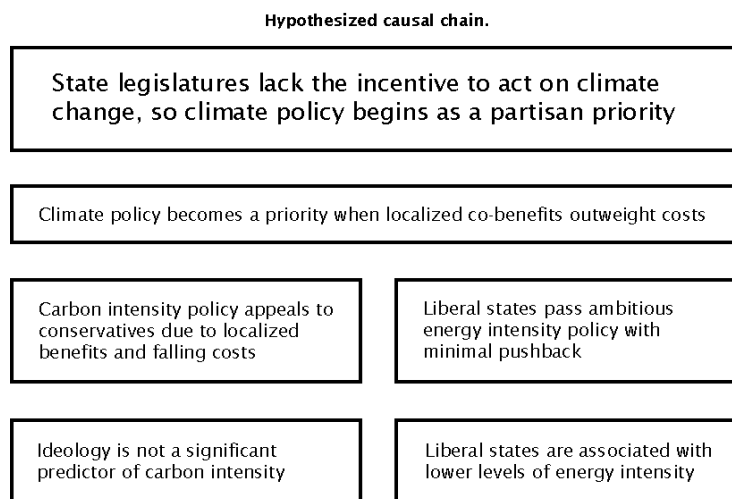 Hypothesized causal chain.
State legislatures lack the incentive to act on climate
change, so climate policy begins as a partisan priority
Climate policy becomes a priority when localized co-benefits outweight costs
Carbon intensity policy appeals to
conservatives due to localized
benefits and falling costs
Liberal states pass ambitious
energy intensity policy with
minimal pushback
Ideology is not a significant
predictor of carbon intensity
Liberal states are associated with
lower levels of energy intensity